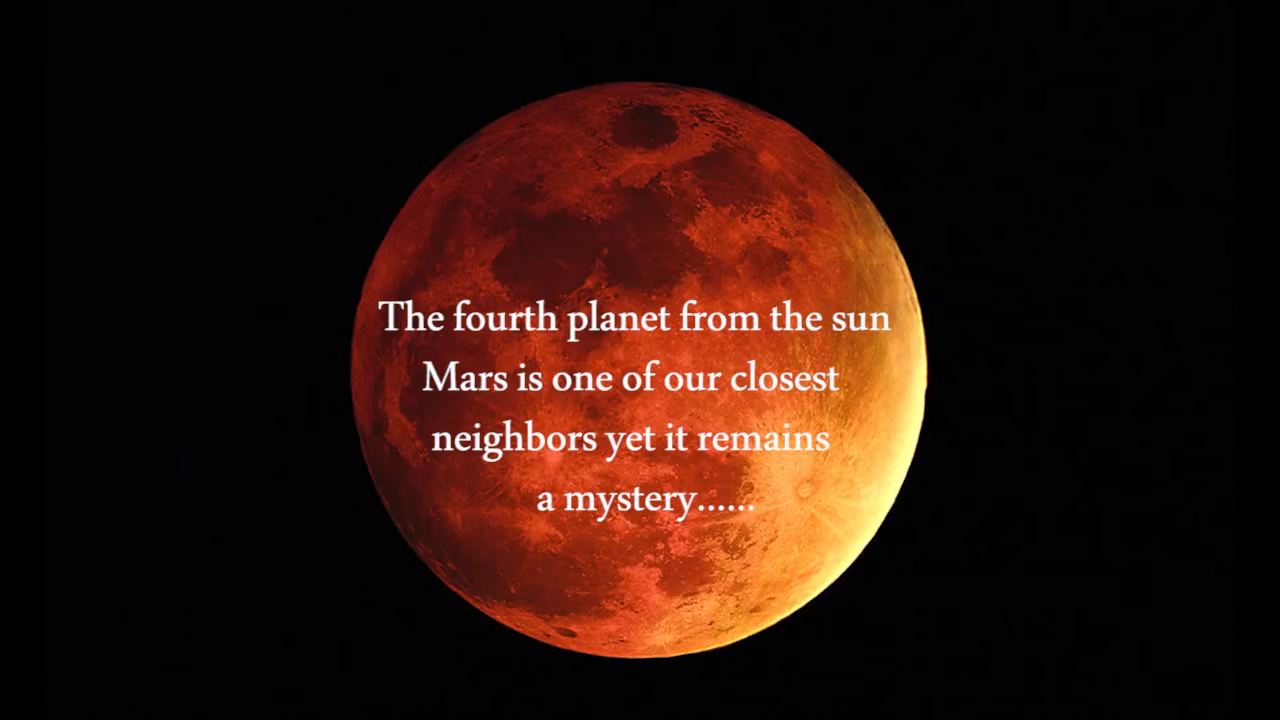 The fourth planet from the sun
Mars is one of our closest
neighbors yet it remains
a mystery......